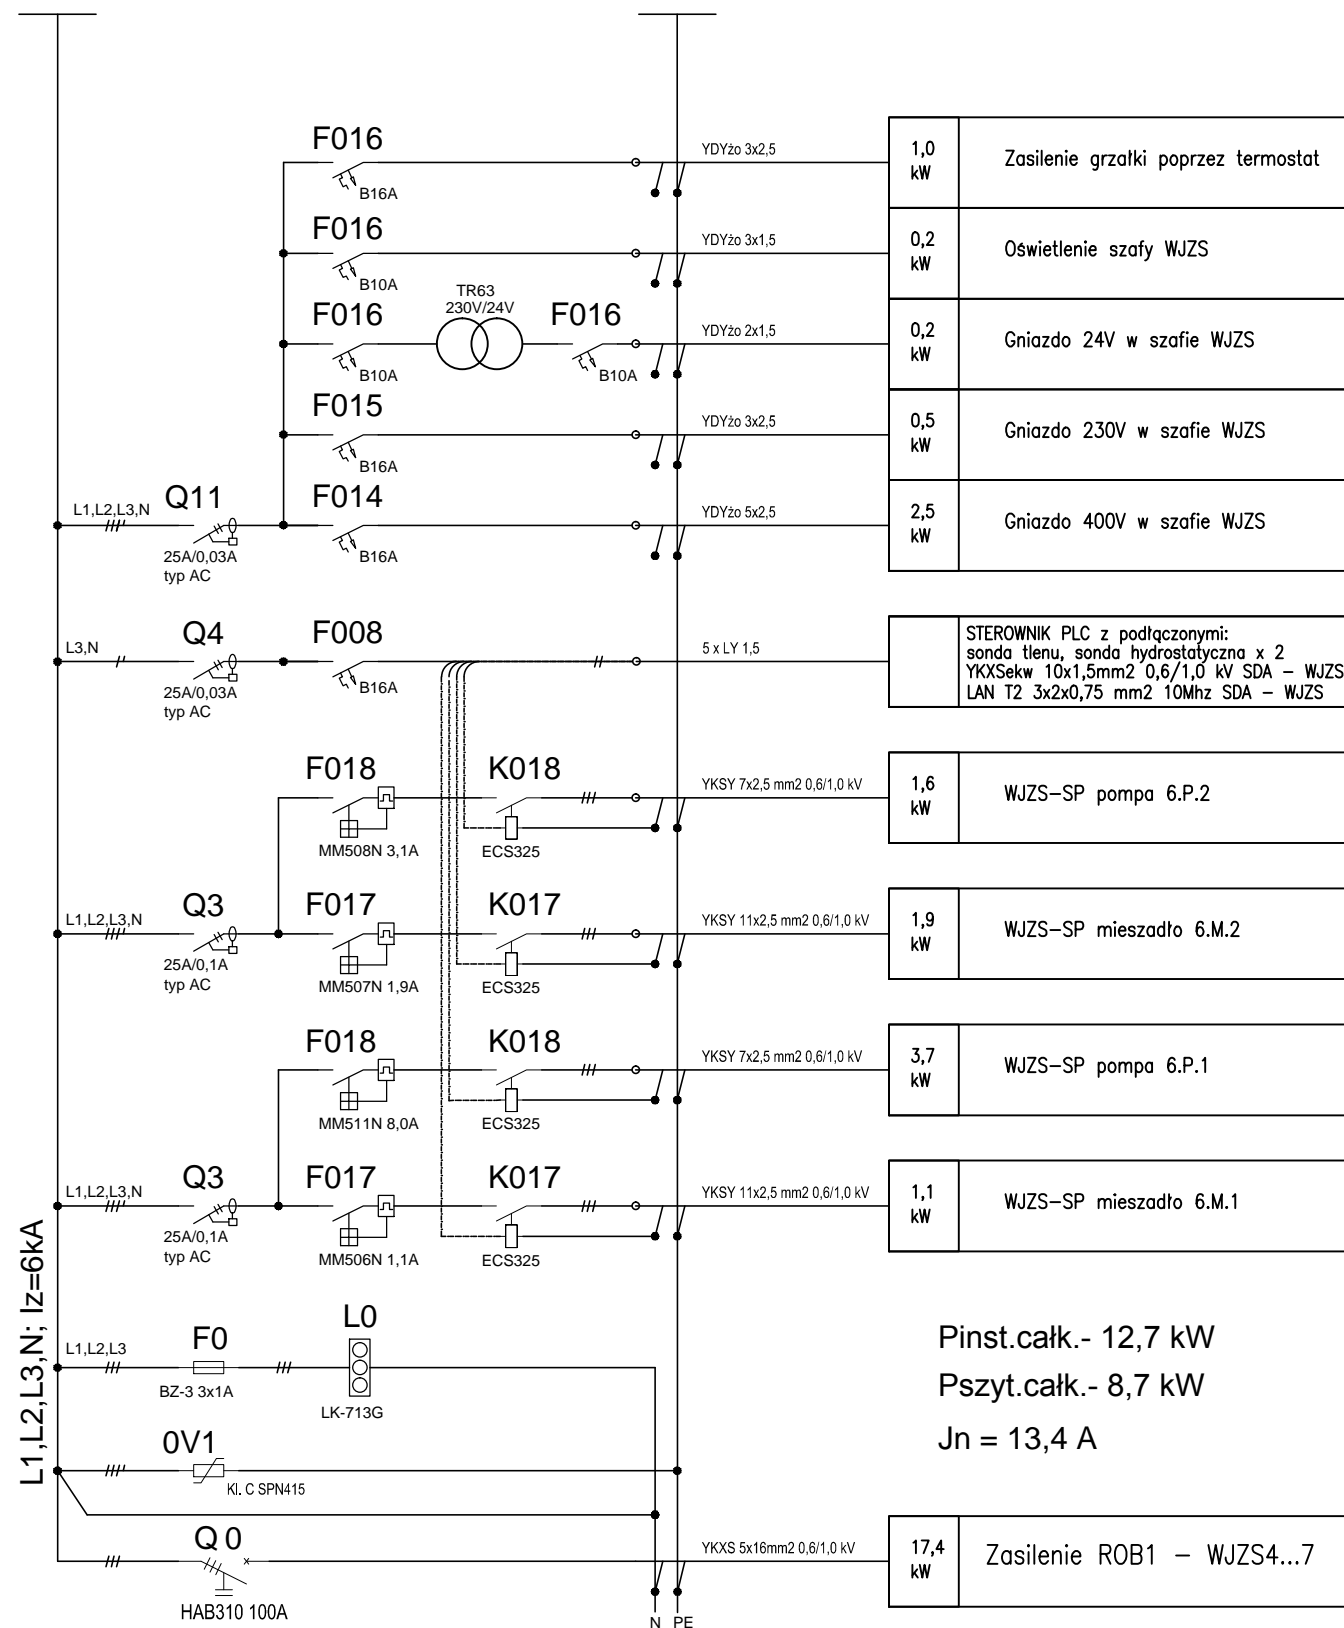 F016
B16A
YDYżo 3x2,5
1,0
kW
Zasilenie grzałki poprzez termostat
F016
B10A
YDYżo 3x1,5
0,2
kW
Oświetlenie szafy WJZS
F016
B10A
TR63
230V/24V
F016
B10A
YDYżo 2x1,5
0,2
kW
Gniazdo 24V w szafie WJZS
F015
B16A
YDYżo 3x2,5
0,5
kW
Gniazdo 230V w szafie WJZS
L1,L2,L3,N
Q11
25A/0,03A
typ AC
F014
B16A
YDYżo 5x2,5
2,5
kW
Gniazdo 400V w szafie WJZS
L3,N
Q4
25A/0,03A
typ AC
F008
B16A
5 x LY 1,5
STEROWNIK PLC z podłączonymi:
sonda tlenu, sonda hydrostatyczna x 2
YKXSekw 10x1,5mm2 0,6/1,0 kV SDA – WJZS
LAN T2 3x2x0,75 mm2 10Mhz SDA – WJZS
F018
MM508N 3,1A
K018
ECS325
YKSY 7x2,5 mm2 0,6/1,0 kV
1,6
kW
WJZS–SP pompa 6.P.2
L1,L2,L3,N
Q3
25A/0,1A
typ AC
F017
MM507N 1,9A
K017
ECS325
YKSY 11x2,5 mm2 0,6/1,0 kV
1,9
kW
WJZS–SP mieszadło 6.M.2
F018
MM511N 8,0A
K018
ECS325
YKSY 7x2,5 mm2 0,6/1,0 kV
3,7
kW
WJZS–SP pompa 6.P.1
L1,L2,L3,N
Q3
25A/0,1A
typ AC
F017
MM506N 1,1A
K017
ECS325
YKSY 11x2,5 mm2 0,6/1,0 kV
1,1
kW
WJZS–SP mieszadło 6.M.1
L1,L2,L3,N; Iz=6kA
L1,L2,L3
F0
BZ-3 3x1A
L0
LK-713G
Pinst.całk.- 12,7 kW
Pszyt.całk.- 8,7 kW
Jn = 13,4 A
0V1
Kl. C SPN415
Q 0
HAB310 100A
YKXS 5x16mm2 0,6/1,0 kV
17,4
kW
Zasilenie ROB1 – WJZS4...7
N PE